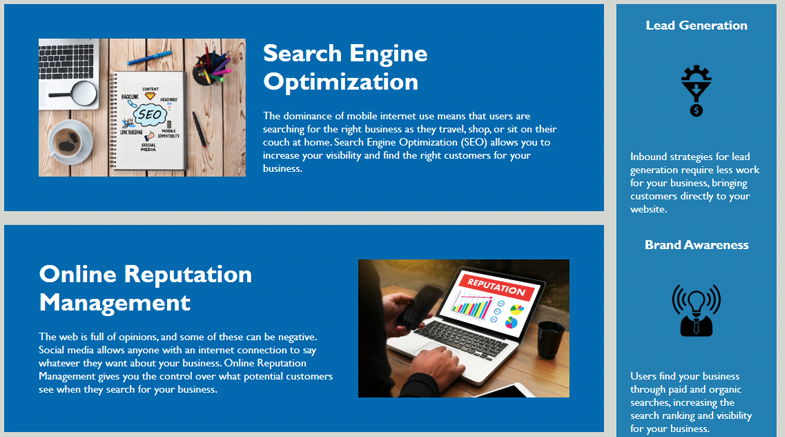 Search Engine
Optimization
The dominance of mobile internet use means that users are
searching for the right business as they travel, shop, or sit on their
couch at home. Search Engine Optimization (SEO) allows you to
increase your visibility and find the right customers for your
business.
CONTENT
BACKLINK
HEADINGS
SEO
LINK BUILDING
MOBILE
COMPATIBILITY
SOCIAL
MEDIA
Online Reputation
Management
The web is full of opinions, and some of these can be negative.
Social media allows anyone with an internet connection to say
whatever they want about your business. Online Reputation
Management gives you the control over what potential customers
see when they search for your business.
REPUTATION
Lead Generation
$
Inbound strategies for lead
generation require less work
for your business, bringing
customers directly to your
website.
Brand Awareness
Users find your business
through paid and organic
searches, increasing the
search ranking and visibility
for your business.